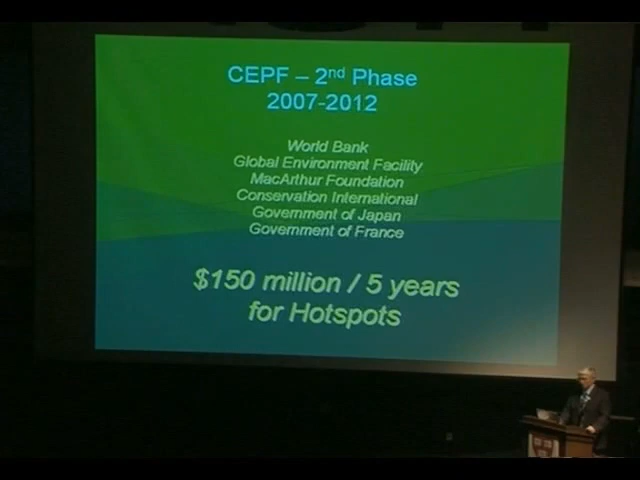 CEPF – 2nd Phase
2007-2012
World Bank
Global Environment Facility
MacArthur Foundation
Conservation International
Government of Japan
Government of France
$150 million / 5 years
for Hotspots